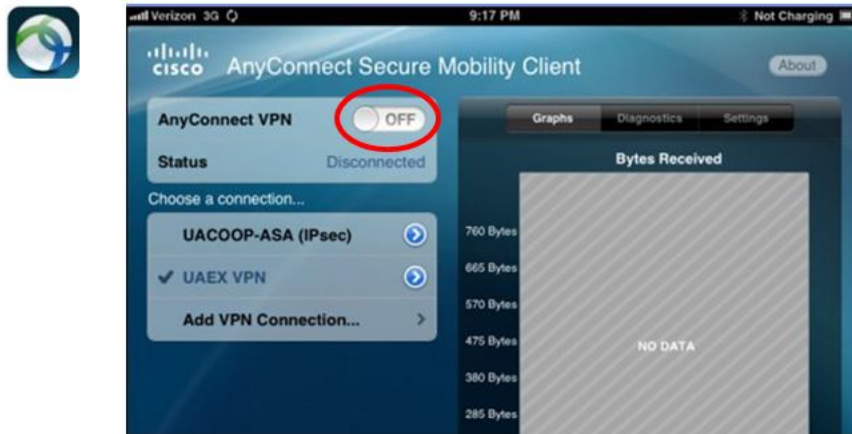 Verizon 3G 9:17 PM Not Charging
CISCO AnyConnect Secure Mobility Client About
AnyConnect VPN OFF
Status Disconnected
Choose a connection...
UACOOP-ASA (IPsec)
UAEX VPN
Add VPN Connection...
Graphs Diagnostics Settings
Bytes Received
760 Bytes
665 Bytes
570 Bytes
475 Bytes
NO DATA
380 Bytes
285 Bytes